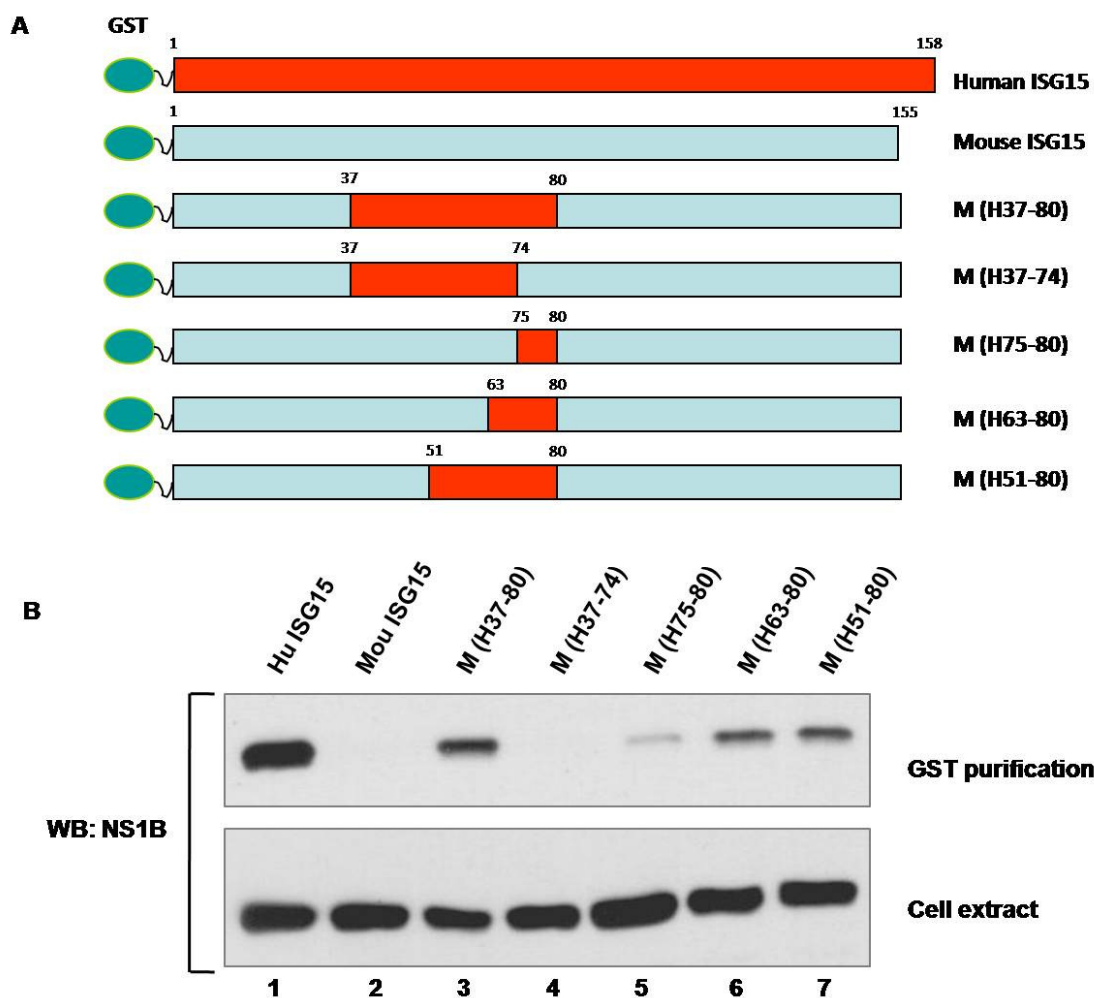 A
GST
1 158
Human ISG15
1 155
Mouse ISG15
37 80
M (H37-80)
37 74
M (H37-74)
75 80
M (H75-80)
63 80
M (H63-80)
51 80
M (H51-80)
B
Hu ISG15
Mou ISG15
M (H37-80)
M (H37-74)
M (H75-80)
M (H63-80)
M (H51-80)
GST purification
WB: NS1B
Cell extract
1 2 3 4 5 6 7